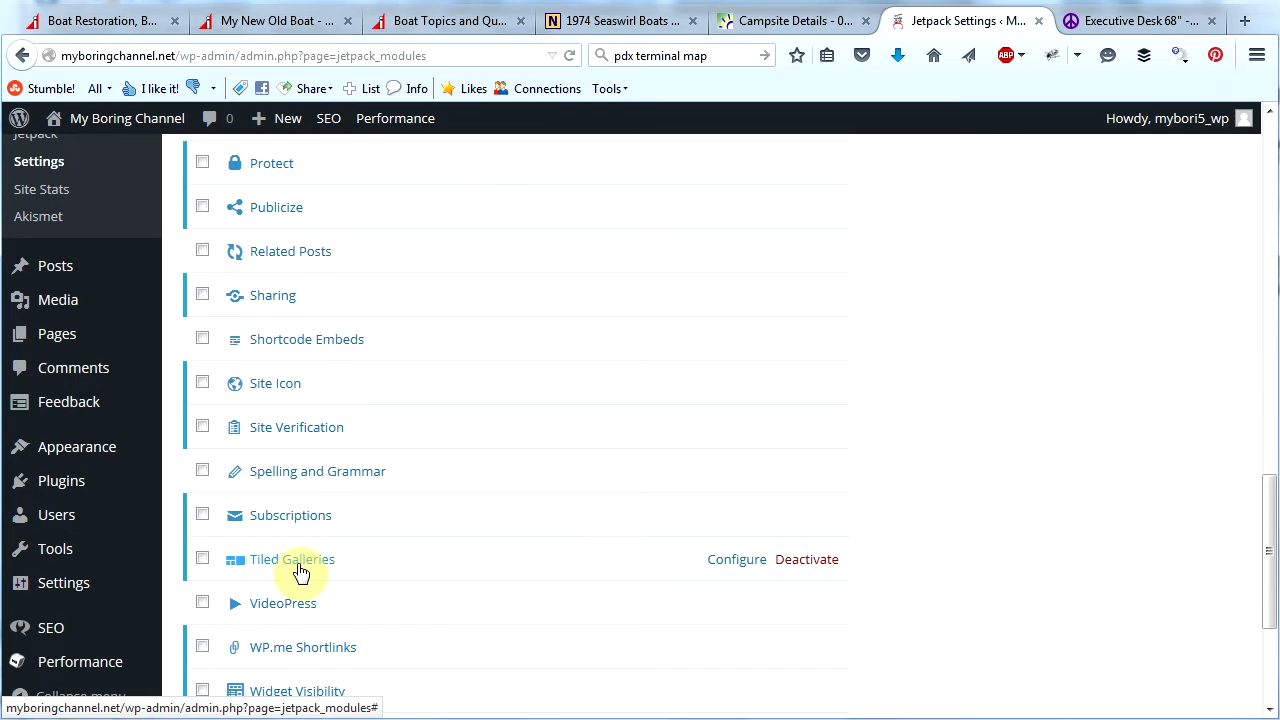 Boat Restoration, B...
My New Old Boat - ...
Boat Topics and Qu...
N 1974 Seaswirl Boats ...
Campsite Details - 0...
Jetpack Settings ‹ M...
Executive Desk 68" -...
myboringchannel.net/wp-admin/admin.php?page=jetpack_modules
pdx terminal map
ABP
Stumble! All I like it! Share List Info Likes Connections Tools
My Boring Channel 0 New SEO Performance Howdy, mybori5_wp
Jetpack
Settings
Site Stats
Akismet
Posts
Media
Pages
Comments
Feedback
Appearance
Plugins
Users
Tools
Settings
SEO
Performance
Collapse menu
Protect
Publicize
Related Posts
Sharing
Shortcode Embeds
Site Icon
Site Verification
Spelling and Grammar
Subscriptions
Tiled Galleries Configure Deactivate
VideoPress
WP.me Shortlinks
Widget Visibility
myboringchannel.net/wp-admin/admin.php?page=jetpack_modules#